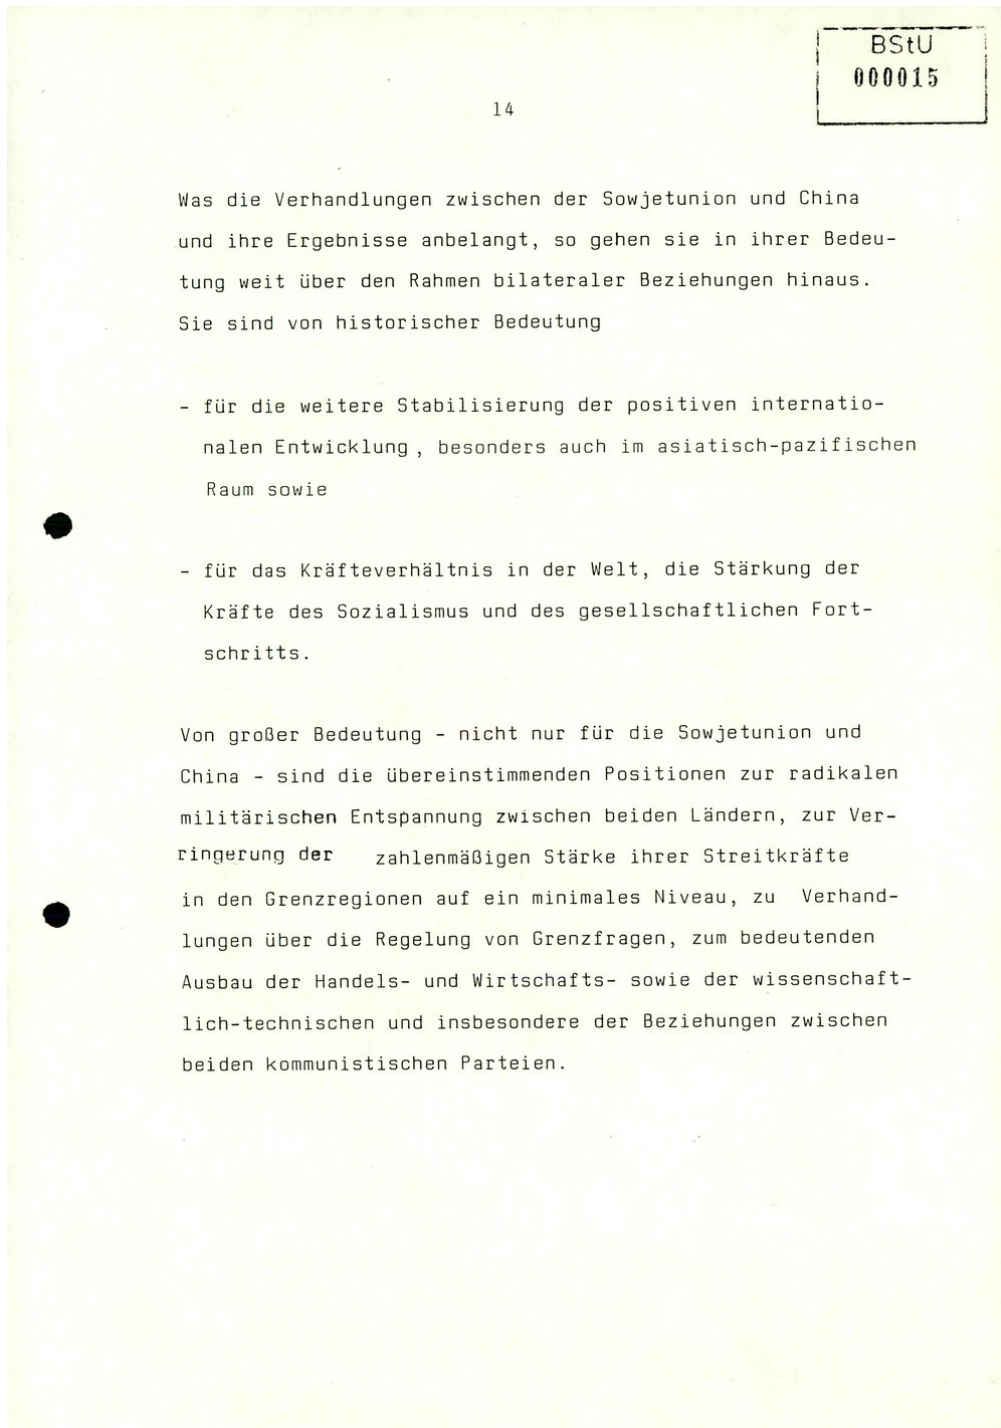 BStU
000015
14
Was die Verhandlungen zwischen der Sowjetunion und China
und ihre Ergebnisse anbelangt, so gehen sie in ihrer Bedeu-
tung weit über den Rahmen bilateraler Beziehungen hinaus.
Sie sind von historischer Bedeutung
- für die weitere Stabilisierung der positiven internatio-
nalen Entwicklung, besonders auch im asiatisch-pazifischen
Raum sowie
- für das Kräfteverhältnis in der Welt, die Stärkung der
Kräfte des Sozialismus und des gesellschaftlichen Fort-
schritts.
Von großer Bedeutung - nicht nur für die Sowjetunion und
China - sind die übereinstimmenden Positionen zur radikalen
militärischen Entspannung zwischen beiden Ländern, zur Ver-
ringerung der zahlenmäßigen Stärke ihrer Streitkräfte
in den Grenzregionen auf ein minimales Niveau, zu Verhand-
lungen über die Regelung von Grenzfragen, zum bedeutenden
Ausbau der Handels- und Wirtschafts- sowie der wissenschaft-
lich-technischen und insbesondere der Beziehungen zwischen
beiden kommunistischen Parteien.